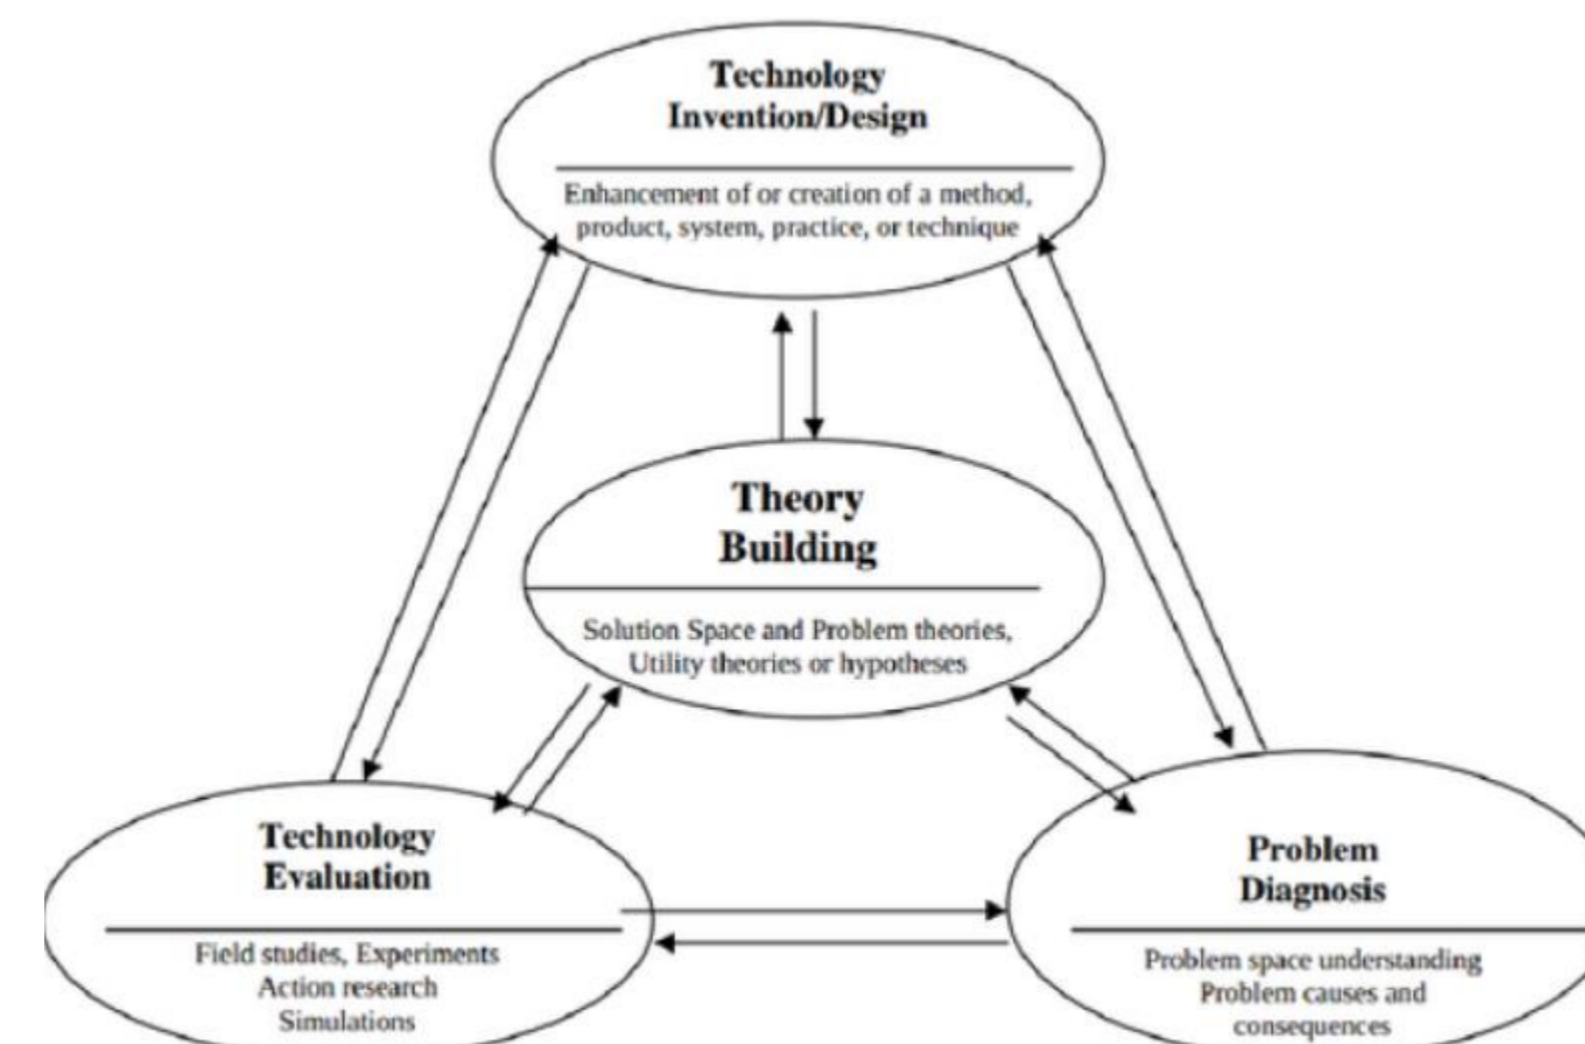 Technology
Invention/Design
Enhancement of or creation of a method,
product, system, practice, or technique
Theory
Building
Solution Space and Problem theories,
Utility theories or hypotheses
Technology
Evaluation
Field studies, Experiments
Action research
Simulations
Problem
Diagnosis
Problem space understanding
Problem causes and
consequences